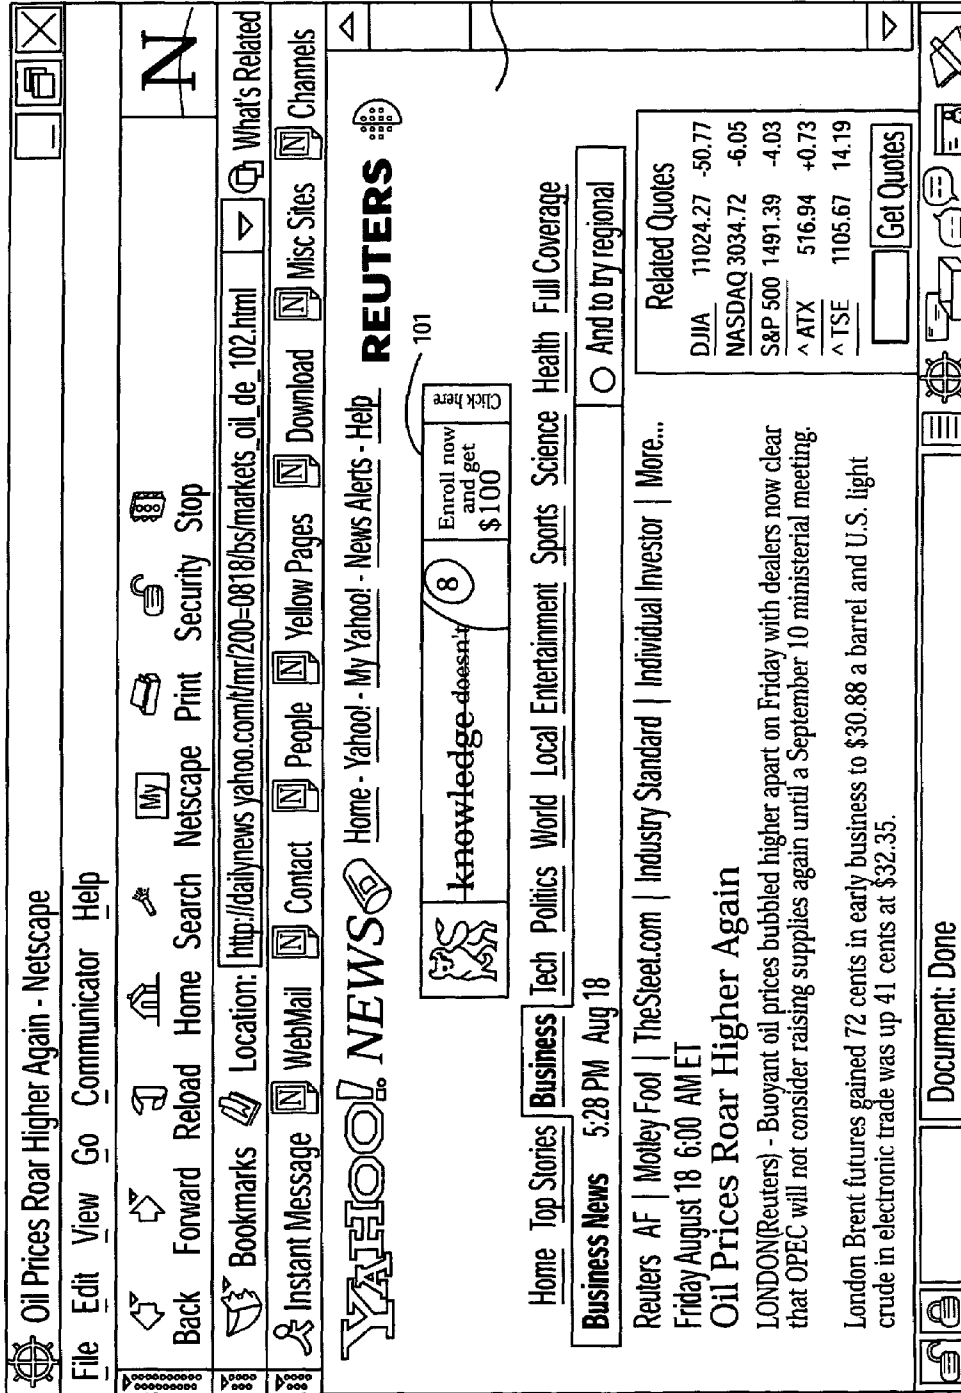 Oil Prices Roar Higher Again - Netscape
File Edit View Go Communicator Help
My
Back Forward Reload Home Search Netscape Print Security Stop
N
Bookmarks Location: http://dailynews yahoo.com/t/mr/200=0818/bs/markets_oil_de_102.html What's Related
Instant Message N WebMail N Contact N People N Yellow Pages N Download N Misc Sites N Channels
YAHOO! NEWS Home - Yahoo! - My Yahoo! - News Alerts - Help REUTERS
101
knowledge doesn't 8 Enroll now and get $100 Click here
Home Top Stories Business Tech Politics World Local Entertainment Sports Science Health Full Coverage
Business News 5:28 PM Aug 18 And to try regional
Reuters AF | Motley Fool | TheSteet.com | Industry Standard | Individual Investor | More...
Friday August 18 6:00 AM ET
Oil Prices Roar Higher Again
LONDON(Reuters) - Buoyant oil prices bubbled higher apart on Friday with dealers now clear
that OPEC will not consider raising supplies again until a September 10 ministerial meeting.
London Brent futures gained 72 cents in early business to $30.88 a barrel and U.S. light
crude in electronic trade was up 41 cents at $32.35.
Related Quotes
DJIA 11024.27 -50.77
NASDAQ 3034.72 -6.05
S&P 500 1491.39 -4.03
^ ATX 516.94 +0.73
^ TSE 1105.67 14.19
Get Quotes
Document: Done